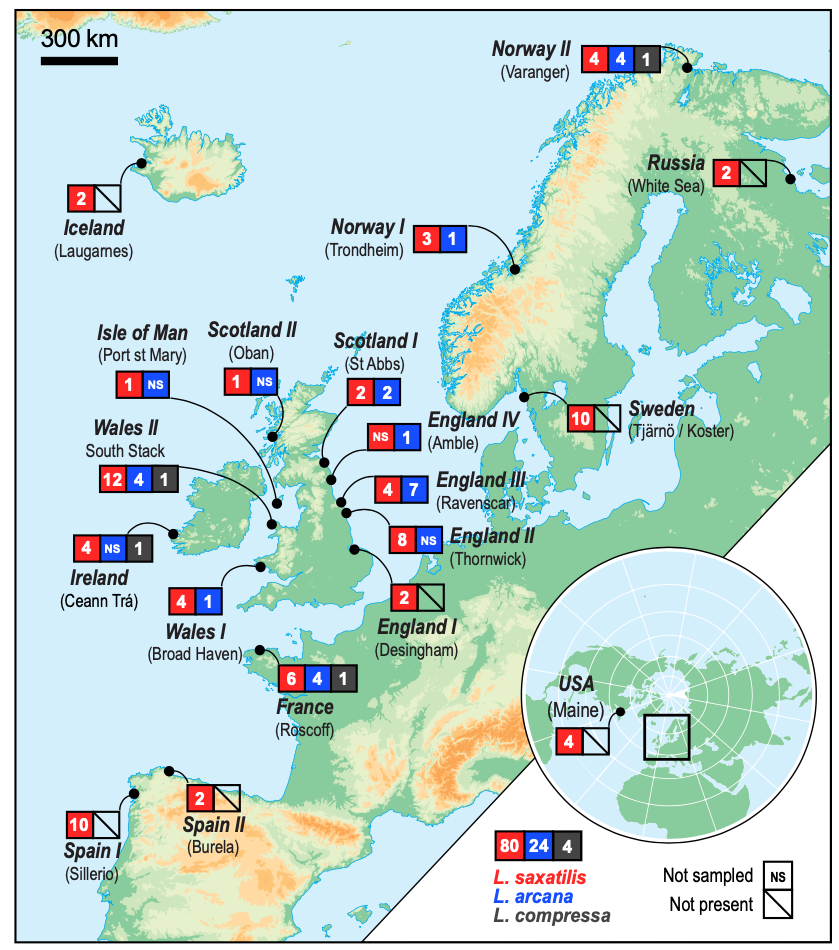 300 km
Norway II
(Varanger)
4 4 1
Russia
(White Sea)
2
2
Iceland
(Laugarnes)
Norway I
(Trondheim)
3 1
Isle of Man
(Port st Mary)
1 NS
Scotland II
(Oban)
1 NS
Scotland I
(St Abbs)
2 2
NS 1
England IV
(Amble)
10
Sweden
(Tjärnö / Koster)
Wales II
South Stack
12 4 1
4 7
England III
(Ravenscar)
8 NS
England II
(Thornwick)
4 NS 1
Ireland
(Ceann Trá)
4 1
Wales I
(Broad Haven)
2
England I
(Desingham)
6 4 1
France
(Roscoff)
USA
(Maine)
4
10
Spain I
(Sillerio)
2
Spain II
(Burela)
80 24 4
L. saxatilis
L. arcana
L. compressa
Not sampled NS
Not present